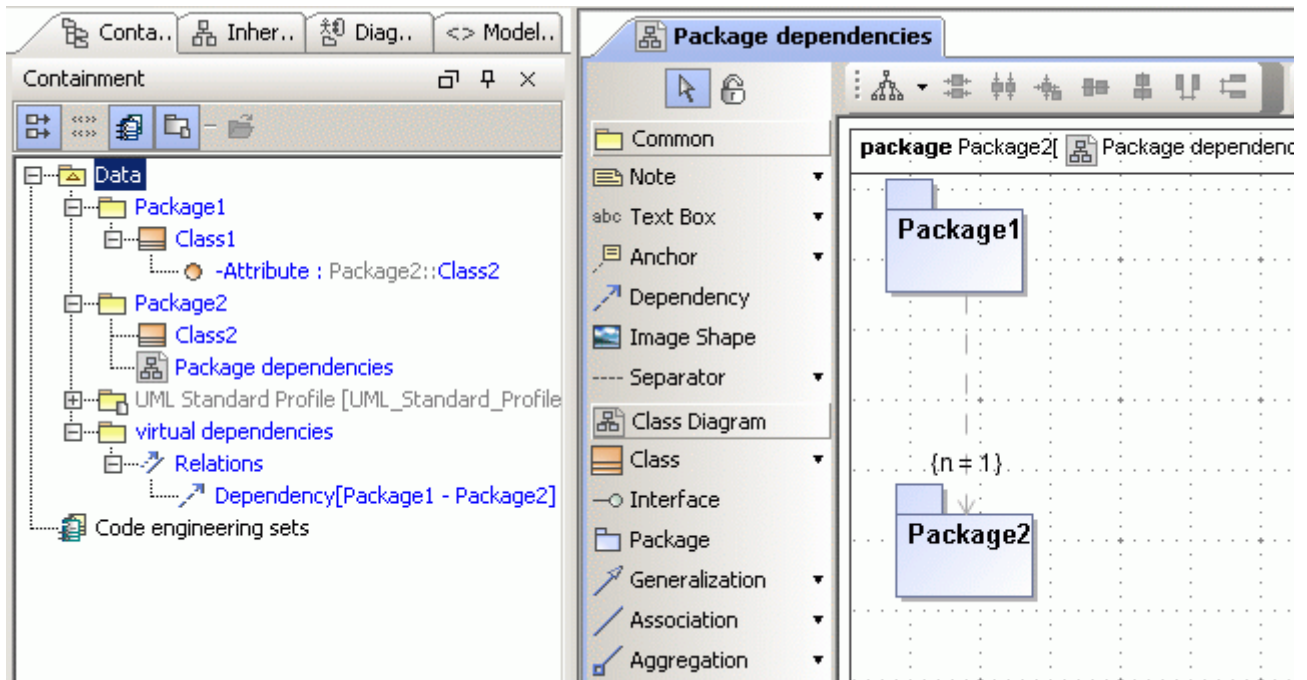 Conta..
Inher..
Diag..
<> Model..
Containment
Data
Package1
Class1
-Attribute : Package2::Class2
Package2
Class2
Package dependencies
UML Standard Profile [UML_Standard_Profile
virtual dependencies
Relations
Dependency[Package1 - Package2]
Code engineering sets
Package dependencies
Common
Note
abc Text Box
Anchor
Dependency
Image Shape
Separator
Class Diagram
Class
Interface
Package
Generalization
Association
Aggregation
package Package2[ Package dependenc
Package1
{n = 1}
Package2